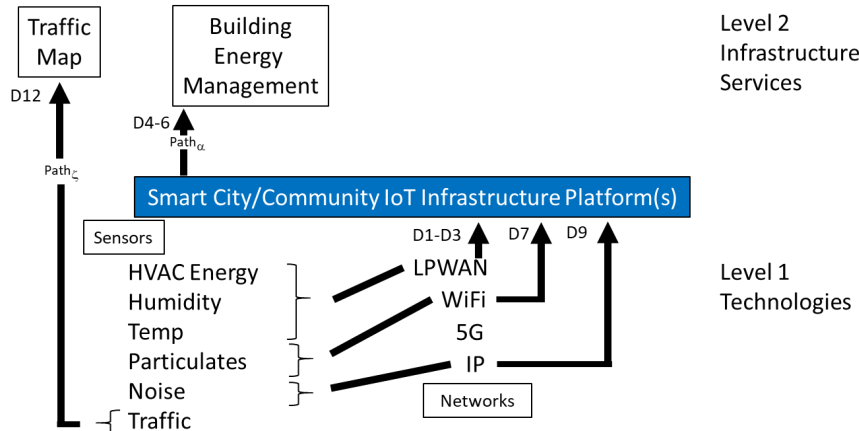 Traffic
Map
Building
Energy
Management
Level 2
Infrastructure
Services
D12
D4-6
Pathα
Pathζ
Smart City/Community IoT Infrastructure Platform(s)
Sensors
D1-D3
D7
D9
HVAC Energy
Humidity
Temp
Particulates
Noise
Traffic
LPWAN
WiFi
5G
IP
Networks
Level 1
Technologies